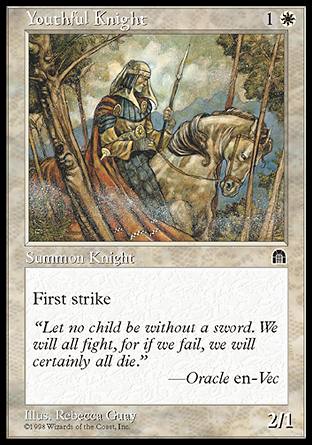 Youthful Knight 1
Summon Knight
First strike
“Let no child be without a sword. We
will all fight, for if we fail, we will
certainly all die.”
—Oracle en-Vec
Illus. Rebecca Guay
©1998 Wizards of the Coast, Inc.
2/1